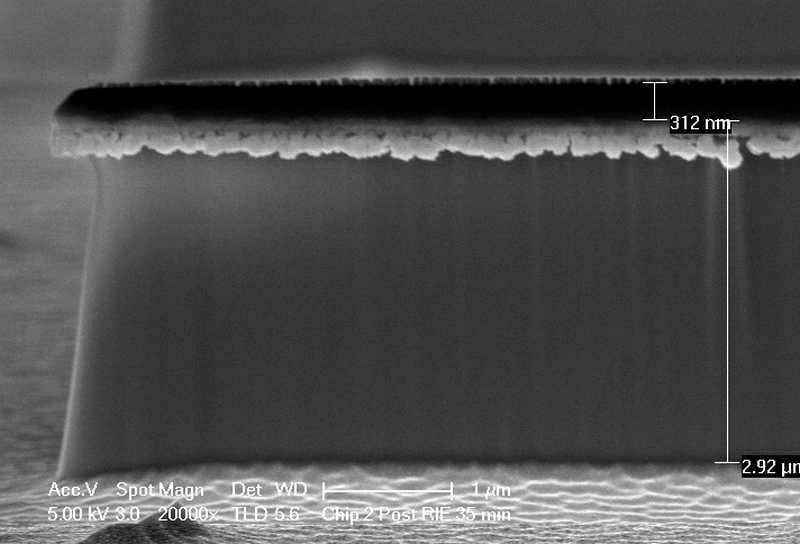 312 nm
2.92 µm
Acc.V Spot Magn Det WD 1 µm
5.00 kV 3.0 20000x TLD 5.6 Chip 2 Post RIE 35 min